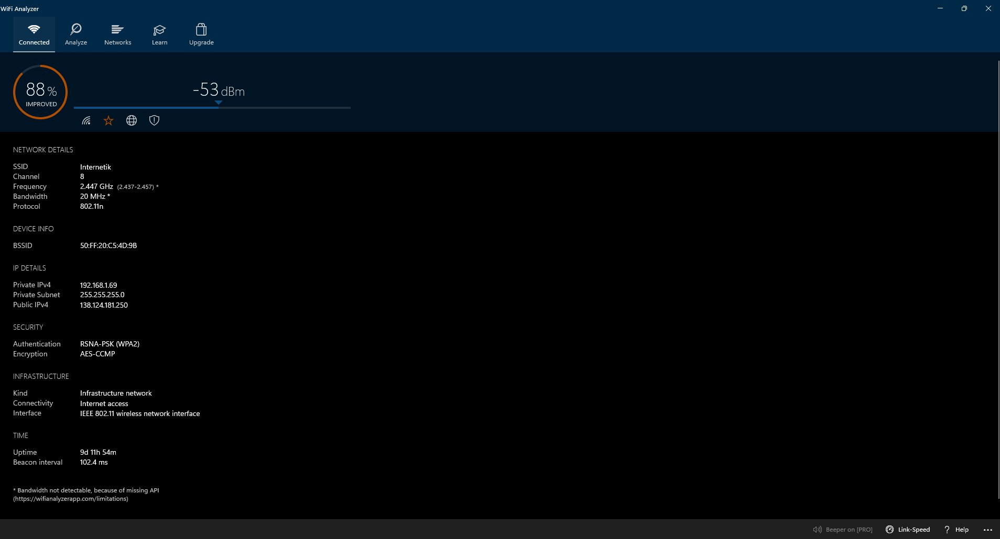 WiFi Analyzer
Connected
Analyze
Networks
Learn
Upgrade
88 %
IMPROVED
-53 dBm
NETWORK DETAILS
SSID Internetik
Channel 8
Frequency 2.447 GHz (2.437-2.457) *
Bandwidth 20 MHz *
Protocol 802.11n
DEVICE INFO
BSSID 50:FF:20:C5:4D:9B
IP DETAILS
Private IPv4 192.168.1.69
Private Subnet 255.255.255.0
Public IPv4 138.124.181.250
SECURITY
Authentication RSNA-PSK (WPA2)
Encryption AES-CCMP
INFRASTRUCTURE
Kind Infrastructure network
Connectivity Internet access
Interface IEEE 802.11 wireless network interface
TIME
Uptime 9d 11h 54m
Beacon interval 102.4 ms
* Bandwidth not detectable, because of missing API
(https://wifianalyzerapp.com/limitations)
Beeper on [PRO]
Link-Speed
? Help